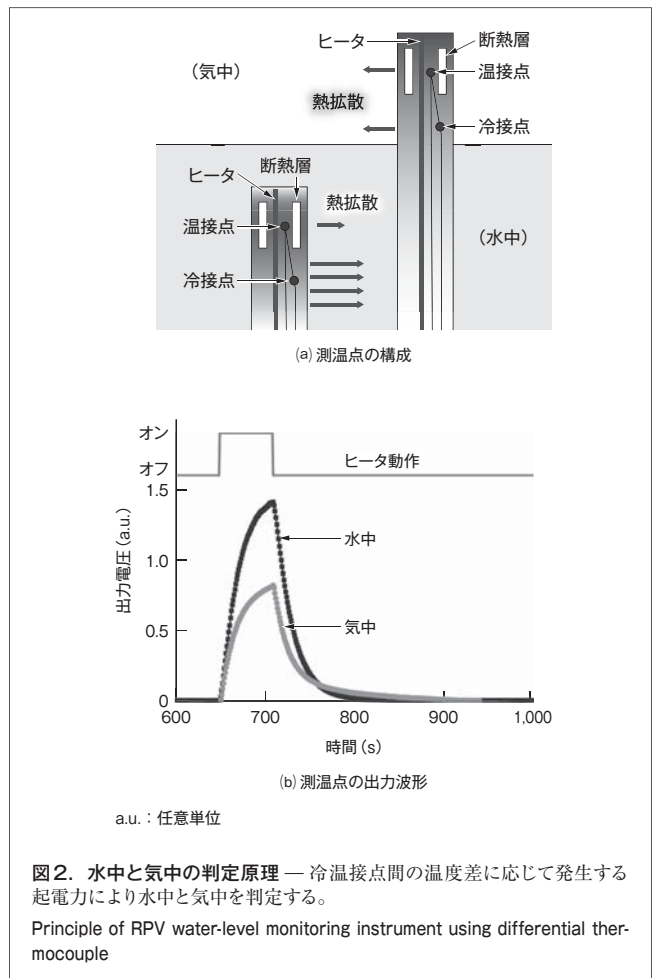 ヒータ
断熱層
(気中)
温接点
熱拡散
冷接点
ヒータ
断熱層
熱拡散
温接点
(水中)
冷接点
(a) 測温点の構成
オン
オフ
ヒータ動作
1.5
水中
1.0
出力電圧(a.u.)
0.5
気中
0
600
700
800
900
1,000
時間(s)
(b) 測温点の出力波形
a.u.:任意単位
図2. 水中と気中の判定原理 — 冷温接点間の温度差に応じて発生する
起電力により水中と気中を判定する。
Principle of RPV water-level monitoring instrument using differential ther-
mocouple